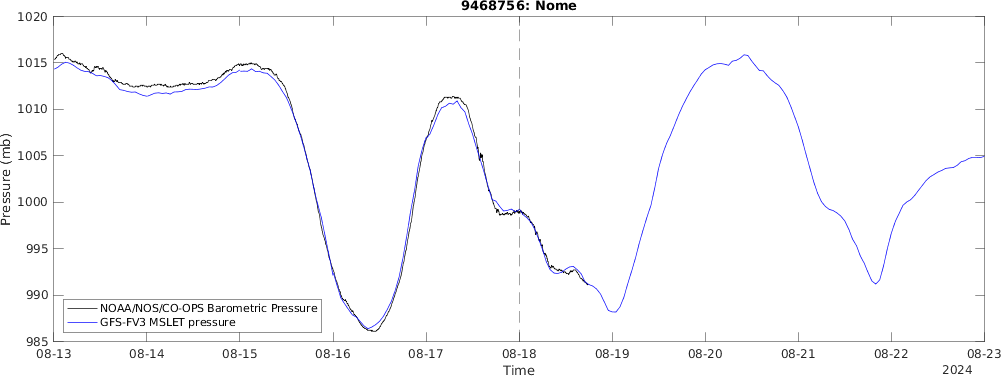 9468756: Nome
1020
1015
1010
1005
1000
995
990
985
Pressure (mb)
NOAA/NOS/CO-OPS Barometric Pressure
GFS-FV3 MSLET pressure
08-13 08-14 08-15 08-16 08-17 08-18 08-19 08-20 08-21 08-22 08-23
Time
2024